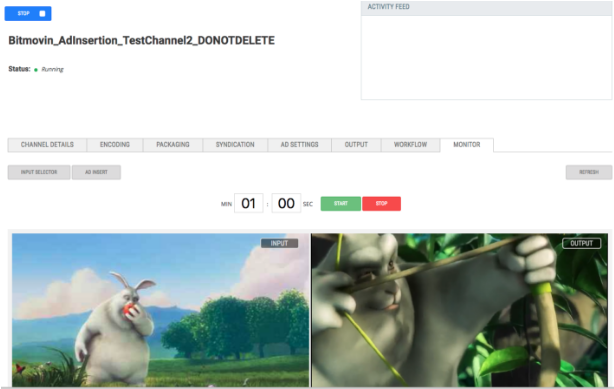 STOP
ACTIVITY FEED
Bitmovin_AdInsertion_TestChannel2_DONOTDELETE
Status: Running
CHANNEL DETAILS ENCODING PACKAGING SYNDICATION AD SETTINGS OUTPUT WORKFLOW MONITOR
INPUT SELECTOR AD INSERT REFRESH
MIN 01 : 00 SEC START STOP
INPUT OUTPUT